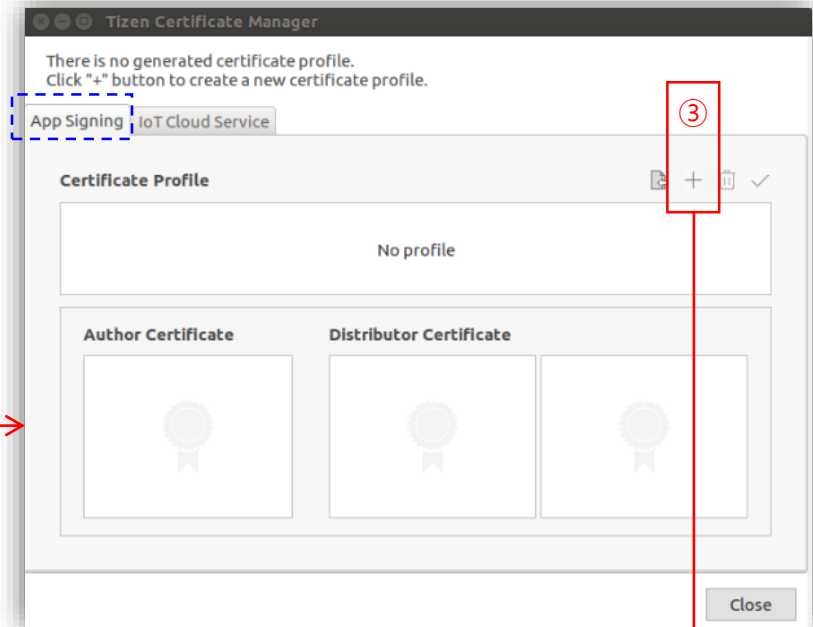 Tizen Certificate Manager
There is no generated certificate profile.
Click "+" button to create a new certificate profile.
App Signing
IoT Cloud Service
③
Certificate Profile
No profile
Author Certificate
Distributor Certificate
Close